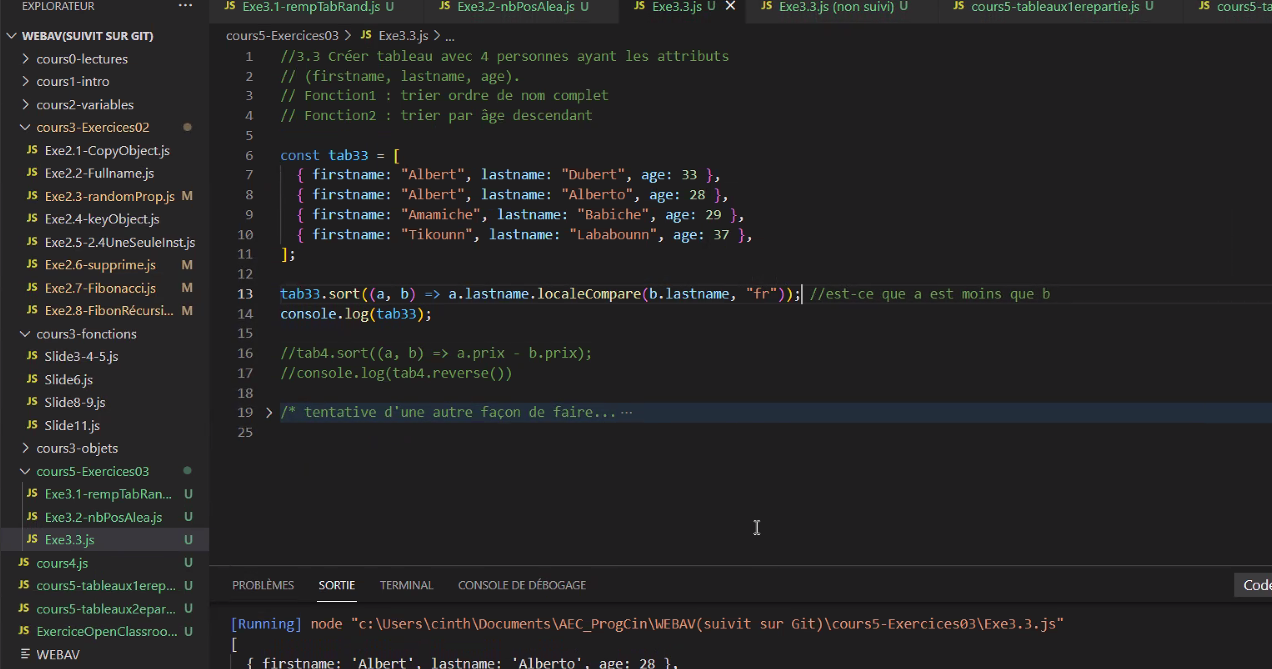 EXPLORATEUR ...
WEBAV(SUIVIT SUR GIT)
cours0-lectures
cours1-intro
cours2-variables
cours3-Exercices02
JS Exe2.1-CopyObject.js
JS Exe2.2-Fullname.js
JS Exe2.3-randomProp.js M
JS Exe2.4-keyObject.js
JS Exe2.5-2.4UneSeuleInst.js
JS Exe2.6-supprime.js M
JS Exe2.7-Fibonacci.js M
JS Exe2.8-FibonRécursi... M
cours3-fonctions
JS Slide3-4-5.js
JS Slide6.js
JS Slide8-9.js
JS Slide11.js
cours3-objets
cours5-Exercices03
JS Exe3.1-rempTabRan... U
JS Exe3.2-nbPosAlea.js U
JS Exe3.3.js U
JS cours4.js U
JS cours5-tableaux1erep... U
JS cours5-tableaux2epar... U
JS ExerciceOpenClassroo... U
WEBAV
JS Exe3.1-rempTabRand.js U
JS Exe3.2-nbPosAlea.js U
JS Exe3.3.js U
JS Exe3.3.js (non suivi) U
JS cours5-tableaux1erepartie.js U
JS cours5-ta
cours5-Exercices03 > JS Exe3.3.js > ...
1 //3.3 Créer tableau avec 4 personnes ayant les attributs
2 // (firstname, lastname, age).
3 // Fonction1 : trier ordre de nom complet
4 // Fonction2 : trier par âge descendant
5
6 const tab33 = [
7 { firstname: "Albert", lastname: "Dubert", age: 33 },
8 { firstname: "Albert", lastname: "Alberto", age: 28 },
9 { firstname: "Amamiche", lastname: "Babiche", age: 29 },
10 { firstname: "Tikounn", lastname: "Lababounn", age: 37 },
11 ];
12
13 tab33.sort((a, b) => a.lastname.localeCompare(b.lastname, "fr")); //est-ce que a est moins que b
14 console.log(tab33);
15
16 //tab4.sort((a, b) => a.prix - b.prix);
17 //console.log(tab4.reverse())
18
19 /* tentative d'une autre façon de faire... ...
25
PROBLÈMES SORTIE TERMINAL CONSOLE DE DÉBOGAGE
Code
[Running] node "c:\Users\cinth\Documents\AEC_ProgCin\WEBAV(suivit sur Git)\cours5-Exercices03\Exe3.3.js"
[
{ firstname: 'Albert', lastname: 'Alberto', age: 28 },